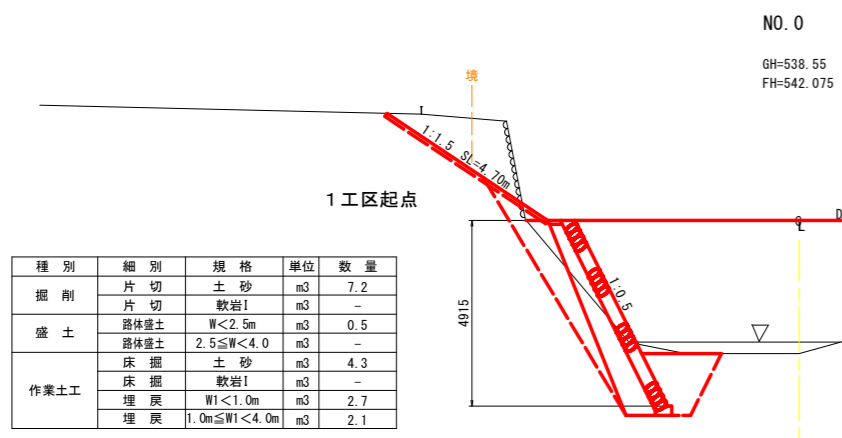 NO. 0
GH=538.55
FH=542.075
境
1:1.5 SL=4.70m
1工区起点
D
CL
1:0.5
4915
種 別 細 別 規 格 単位 数 量
掘 削 片 切 土 砂 m3 7.2
片 切 軟岩I m3 -
盛 土 路体盛土 W<2.5m m3 0.5
路体盛土 2.5≦W<4.0 m3 -
作業土工 床 掘 土 砂 m3 4.3
床 掘 軟岩I m3 -
埋 戻 W1<1.0m m3 2.7
埋 戻 1.0m≦W1<4.0m m3 2.1